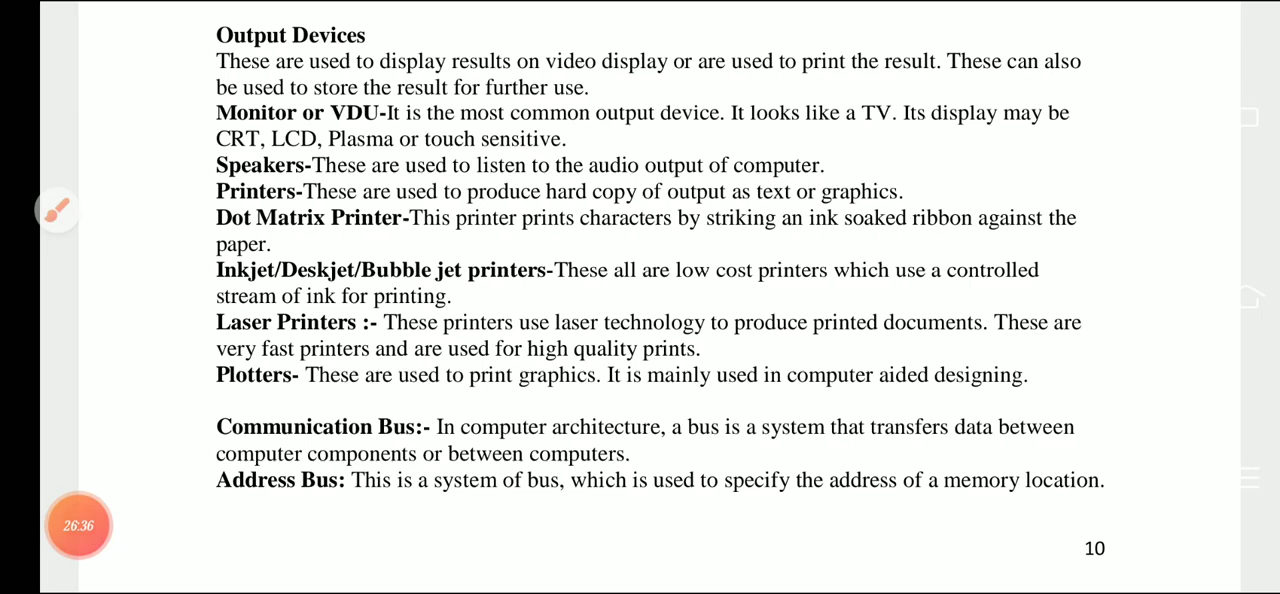 Output Devices
These are used to display results on video display or are used to print the result. These can also
be used to store the result for further use.
Monitor or VDU-It is the most common output device. It looks like a TV. Its display may be
CRT, LCD, Plasma or touch sensitive.
Speakers-These are used to listen to the audio output of computer.
Printers-These are used to produce hard copy of output as text or graphics.
Dot Matrix Printer-This printer prints characters by striking an ink soaked ribbon against the
paper.
Inkjet/Deskjet/Bubble jet printers-These all are low cost printers which use a controlled
stream of ink for printing.
Laser Printers :- These printers use laser technology to produce printed documents. These are
very fast printers and are used for high quality prints.
Plotters- These are used to print graphics. It is mainly used in computer aided designing.
Communication Bus:- In computer architecture, a bus is a system that transfers data between
computer components or between computers.
Address Bus: This is a system of bus, which is used to specify the address of a memory location.
26:36
10